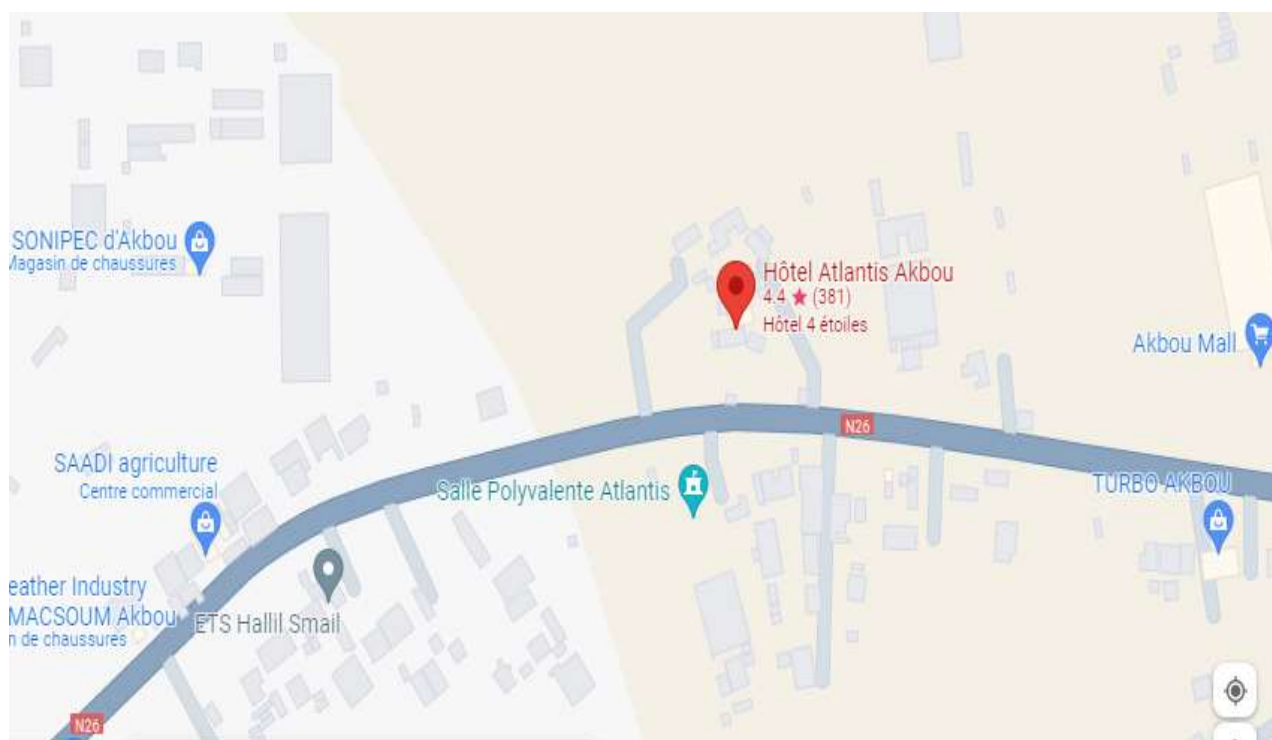 SONIPEC d'Akbou
Magasin de chaussures
Hôtel Atlantis Akbou
4.4 ★ (381)
Hôtel 4 étoiles
Akbou Mall
N26
SAADI agriculture
Centre commercial
Salle Polyvalente Atlantis
TURBO AKBOU
eather Industry
MACSOUM Akbou
n de chaussures
ETS Hallil Smail
N26